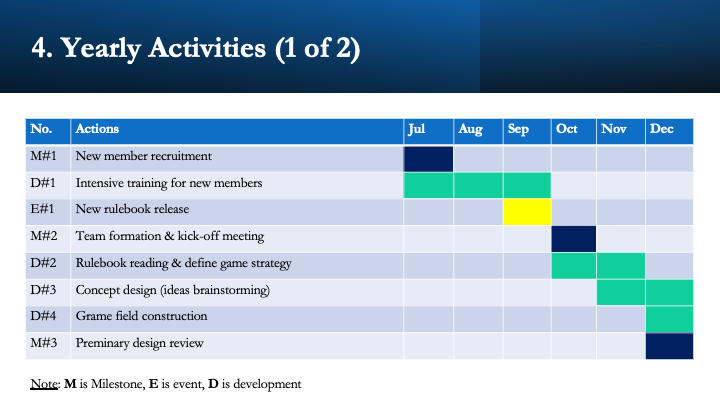 4. Yearly Activities (1 of 2)
No. Actions Jul Aug Sep Oct Nov Dec
M#1 New member recruitment
D#1 Intensive training for new members
E#1 New rulebook release
M#2 Team formation & kick-off meeting
D#2 Rulebook reading & define game strategy
D#3 Concept design (ideas brainstorming)
D#4 Grame field construction
M#3 Preminary design review
Note: M is Milestone, E is event, D is development